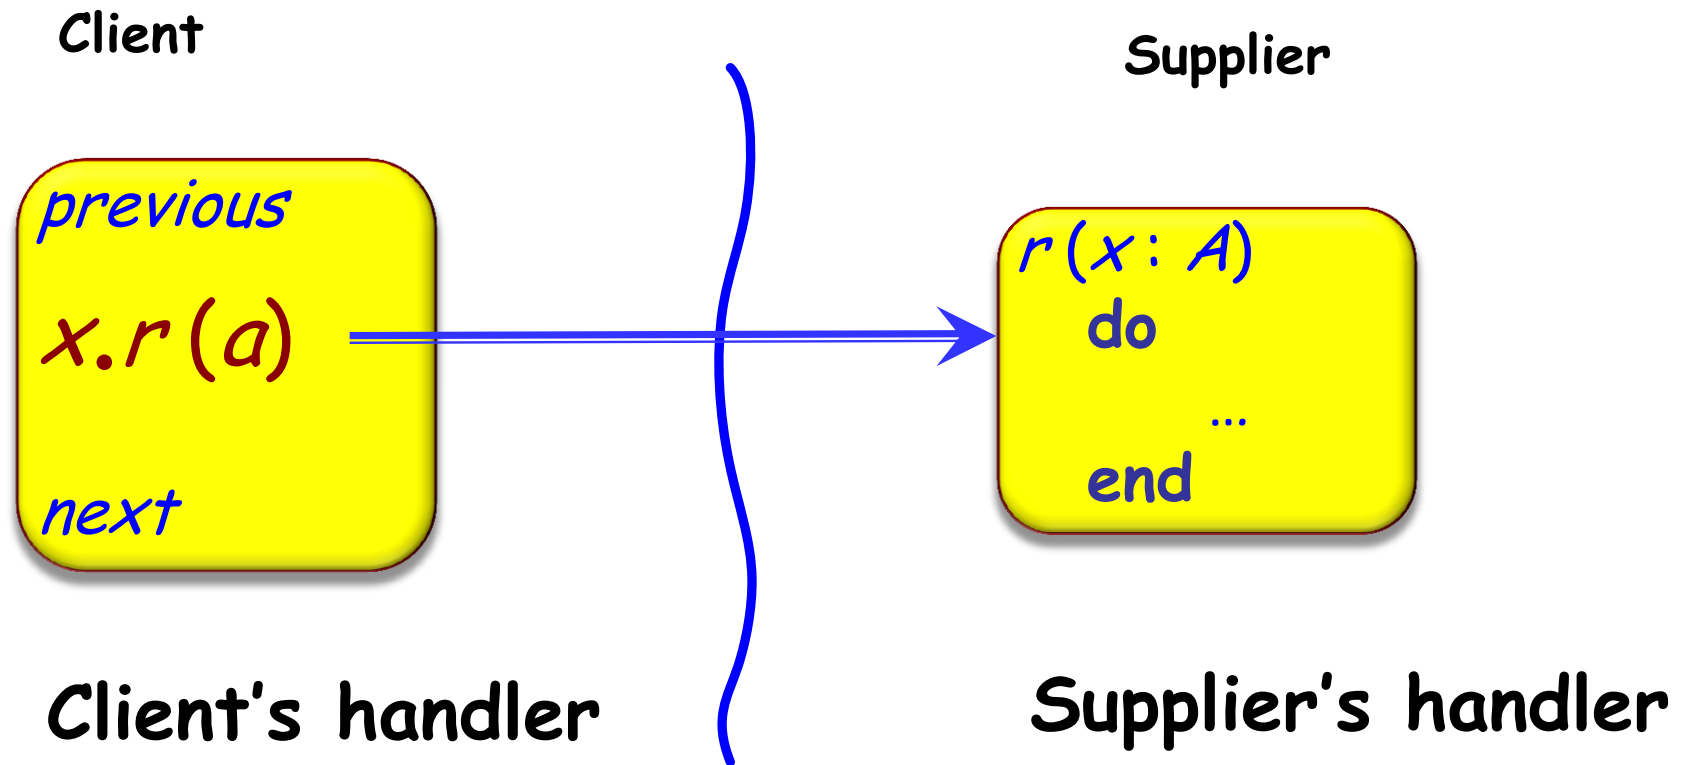 Client
Supplier
previous
x.r (a)
next
r (x : A)
do
...
end
Client's handler
Supplier's handler